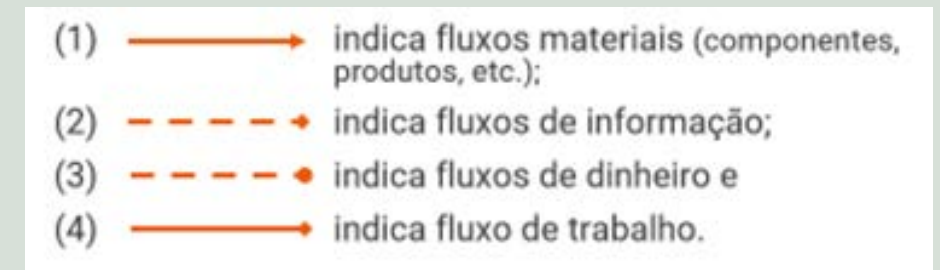 (1) indica fluxos materiais (componentes,
produtos, etc.);
(2) indica fluxos de informação;
(3) indica fluxos de dinheiro e
(4) indica fluxo de trabalho.